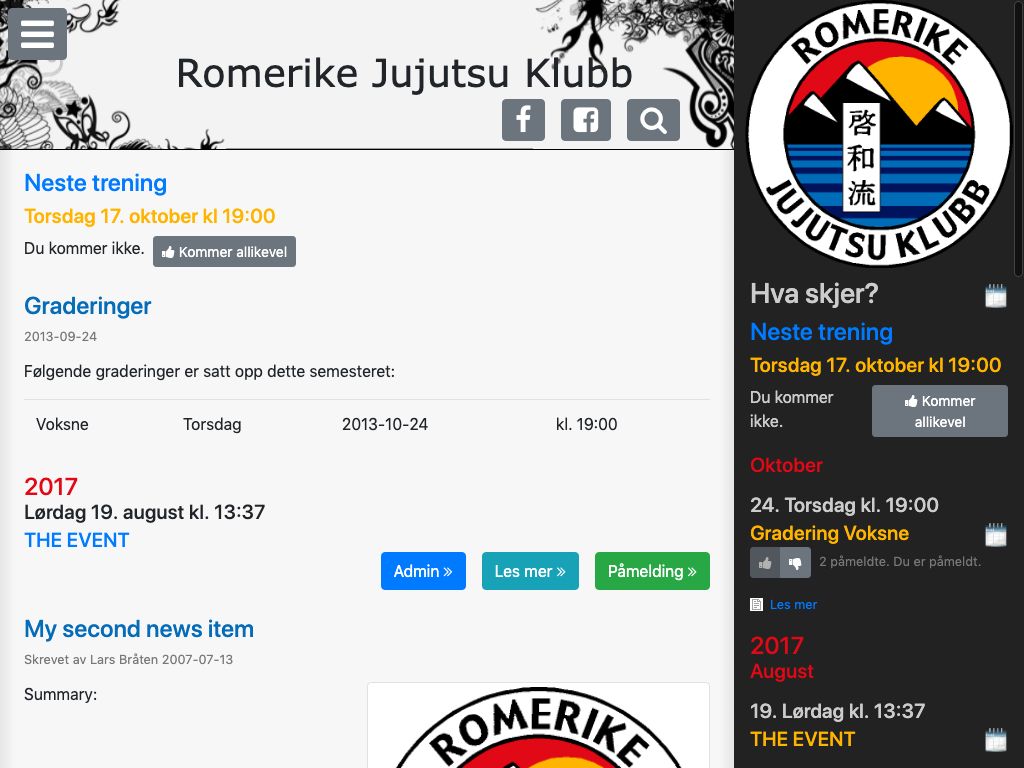 Romerike Jujutsu Klubb
Neste trening
Torsdag 17. oktober kl 19:00
Du kommer ikke. Kommer allikevel
Graderinger
2013-09-24
Følgende graderinger er satt opp dette semesteret:
Voksne Torsdag 2013-10-24 kl. 19:00
2017
Lørdag 19. august kl. 13:37
THE EVENT
Admin » Les mer » Påmelding »
My second news item
Skrevet av Lars Bråten 2007-07-13
Summary:
ROMERIKE
ROMERIKE
啓和流
JUJUTSU KLUBB
Hva skjer?
Neste trening
Torsdag 17. oktober kl 19:00
Du kommer
ikke.
Kommer
allikevel
Oktober
24. Torsdag kl. 19:00
Gradering Voksne
2 påmeldte. Du er påmeldt.
Les mer
2017
August
19. Lørdag kl. 13:37
THE EVENT